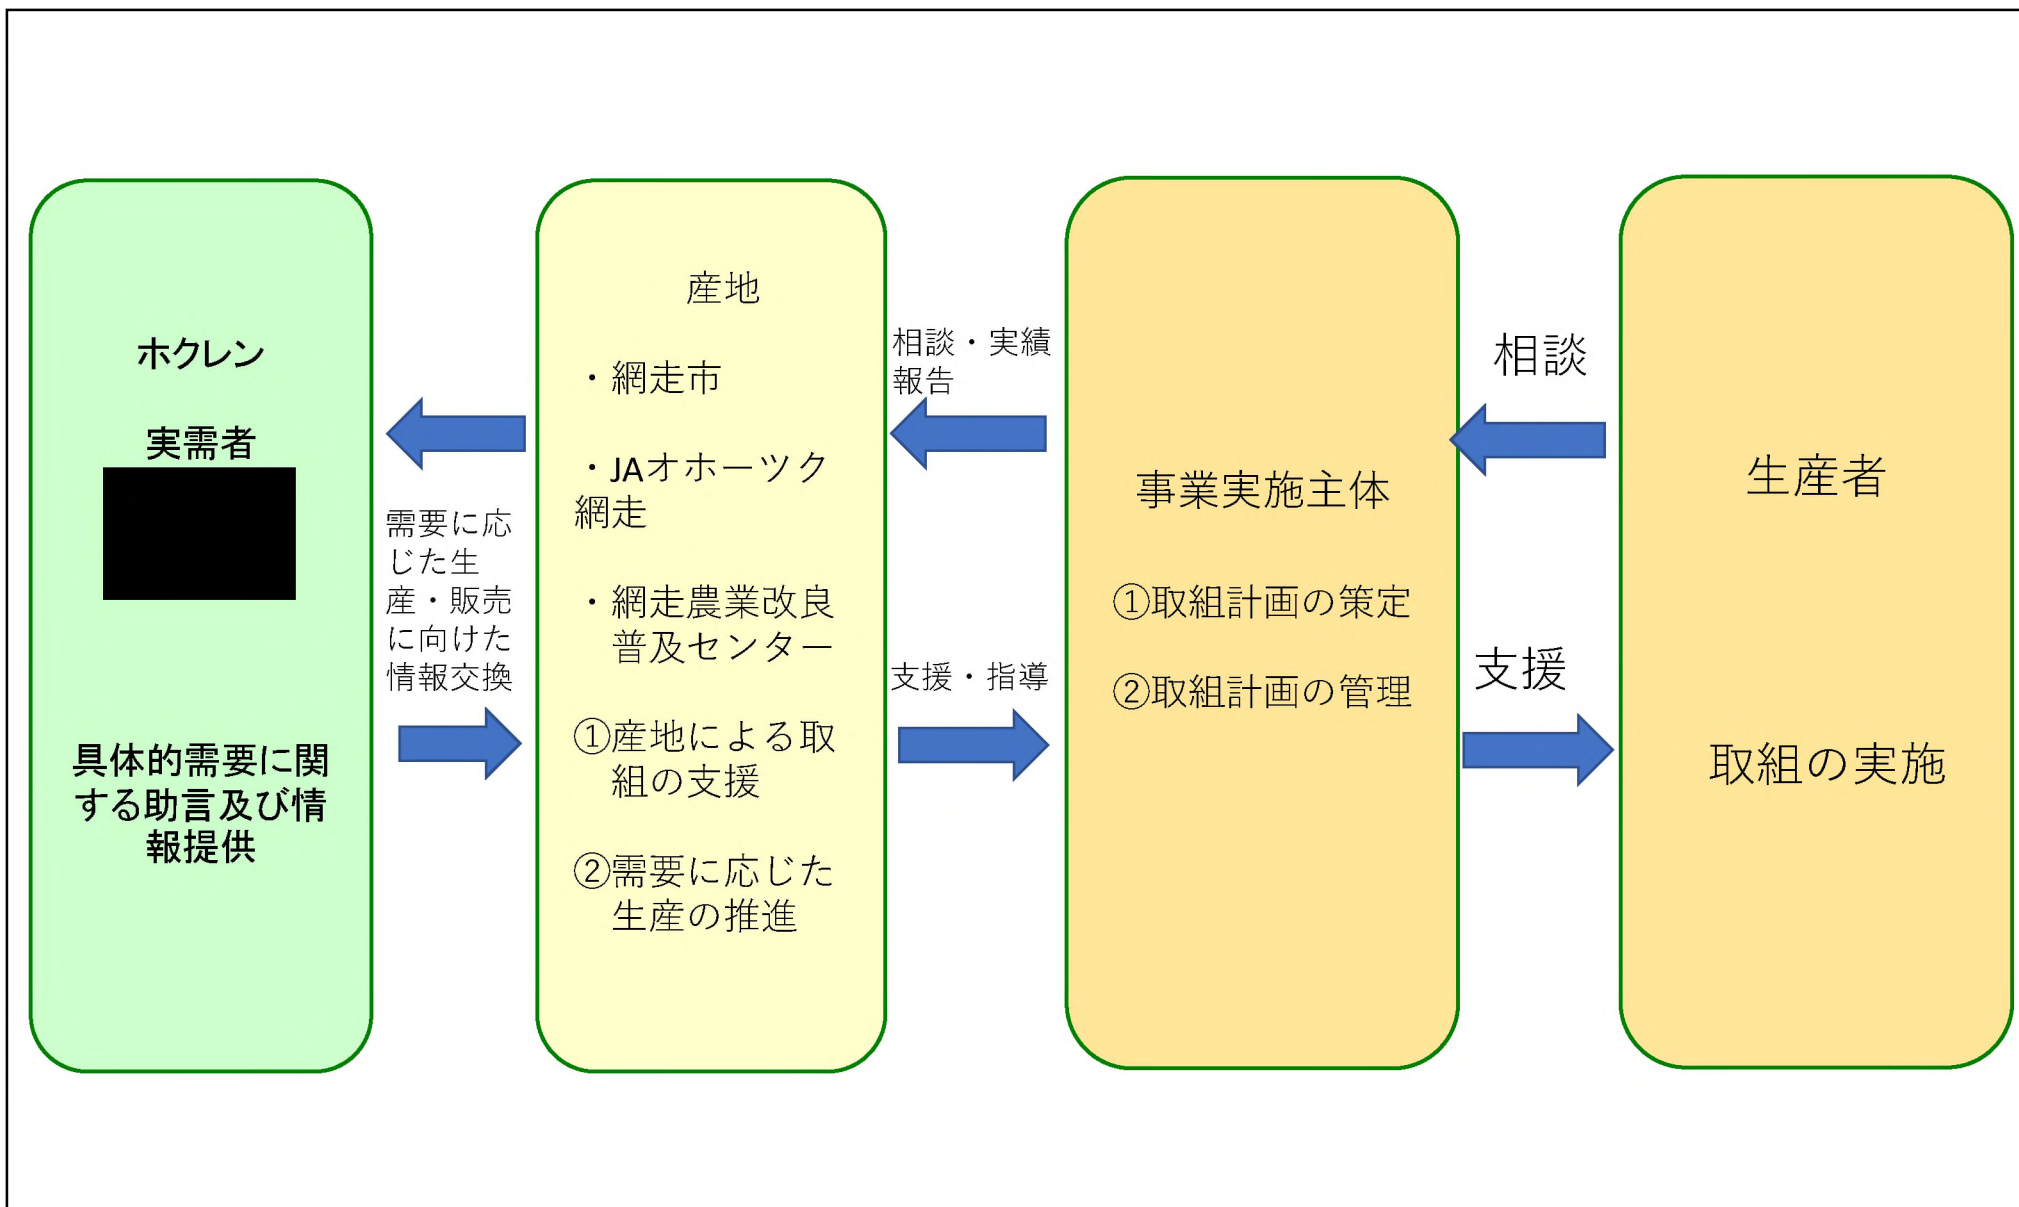 ホクレン
実需者
具体的需要に関
する助言及び情
報提供
需要に応
じた生
産・販売
に向けた
情報交換
産地
・網走市
・JAオホーツク
網走
・網走農業改良
普及センター
①産地による取
組の支援
②需要に応じた
生産の推進
相談・実績
報告
支援・指導
事業実施主体
①取組計画の策定
②取組計画の管理
相談
支援
生産者
取組の実施